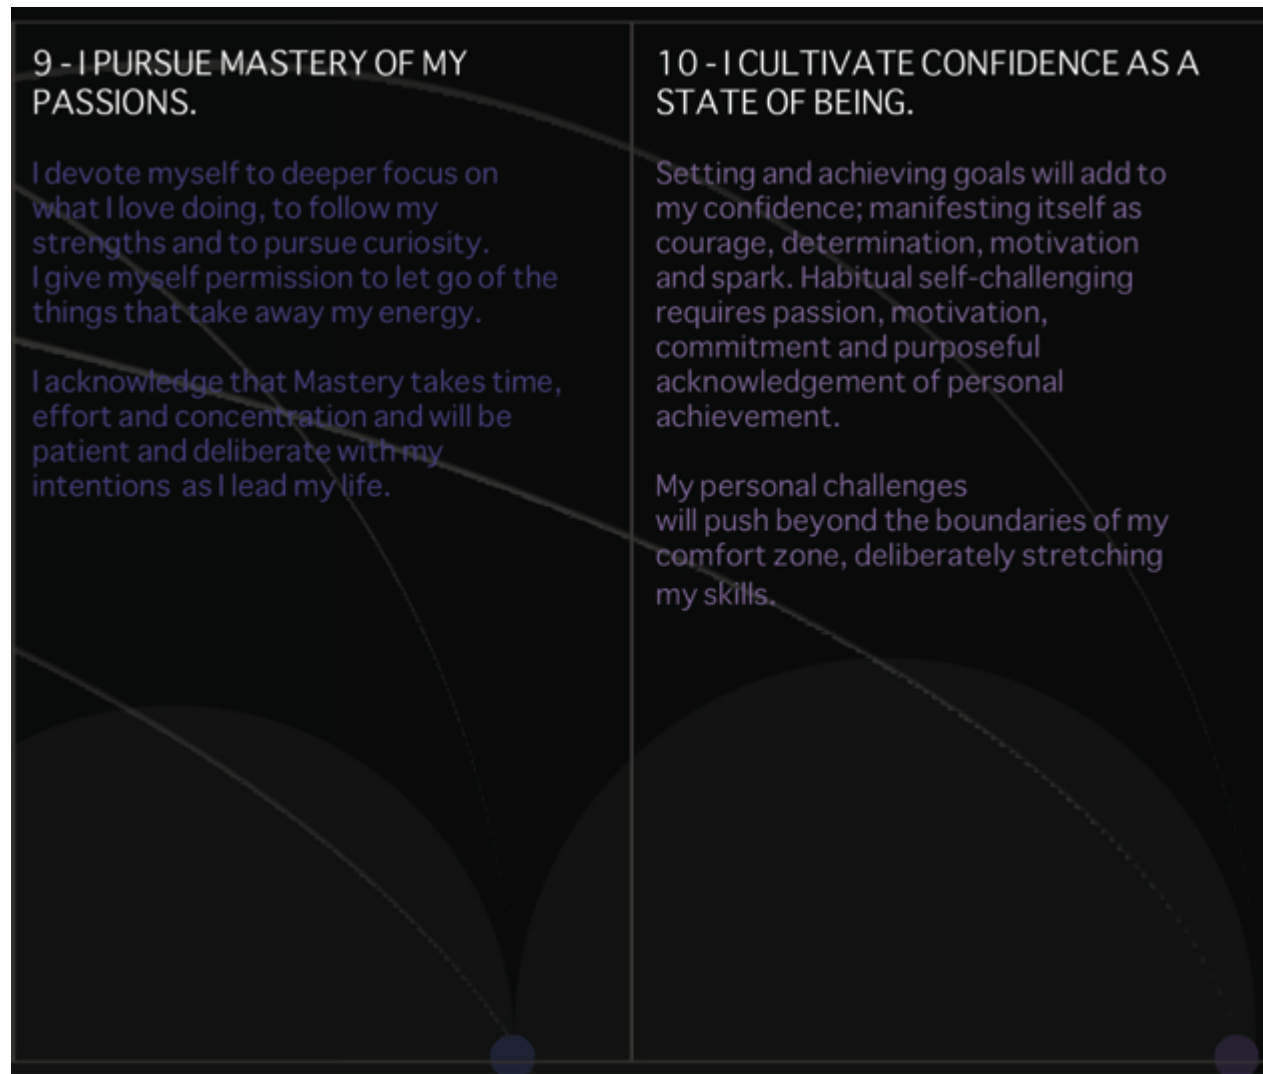 9 - I PURSUE MASTERY OF MY
PASSIONS.
I devote myself to deeper focus on
what I love doing, to follow my
strengths and to pursue curiosity.
I give myself permission to let go of the
things that take away my energy.
I acknowledge that Mastery takes time,
effort and concentration and will be
patient and deliberate with my
intentions  as I lead my life.
10 - I CULTIVATE CONFIDENCE AS A
STATE OF BEING.
Setting and achieving goals will add to
my confidence; manifesting itself as
courage, determination, motivation
and spark. Habitual self-challenging
requires passion, motivation,
commitment and purposeful
acknowledgement of personal
achievement.
My personal challenges
will push beyond the boundaries of my
comfort zone, deliberately stretching
my skills.